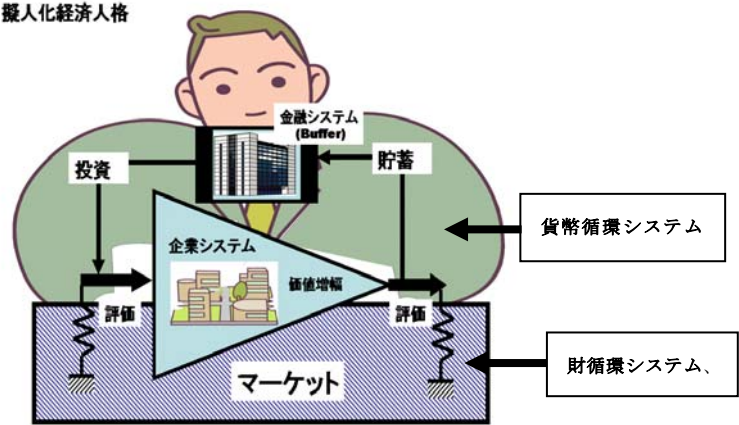 擬人化経済人格
金融システム
(Buffer)
投資
貯蓄
貨幣循環システム
企業システム
価値増幅
評価
評価
財循環システム、
マーケット